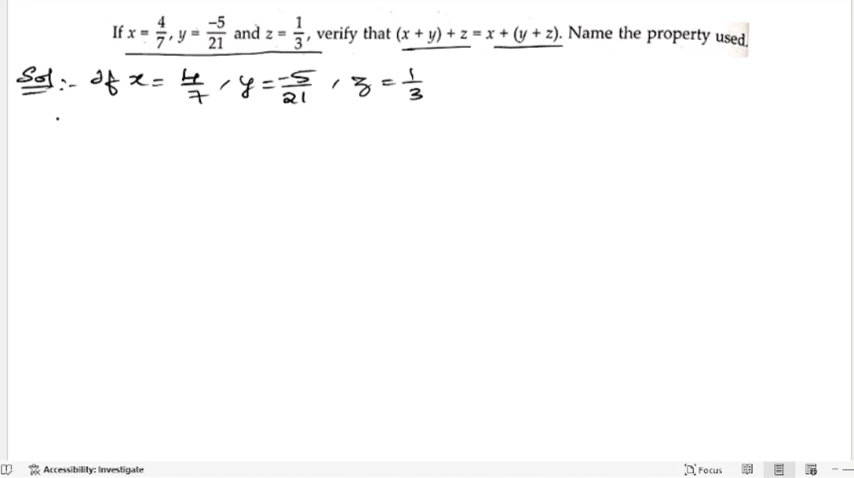 If x = 4/7, y = -5/21 and z = 1/3, verify that (x + y) + z = x + (y + z). Name the property used.
Sol :- If x = 4/7, y = -5/21, z = 1/3
Accessibility: Investigate Focus